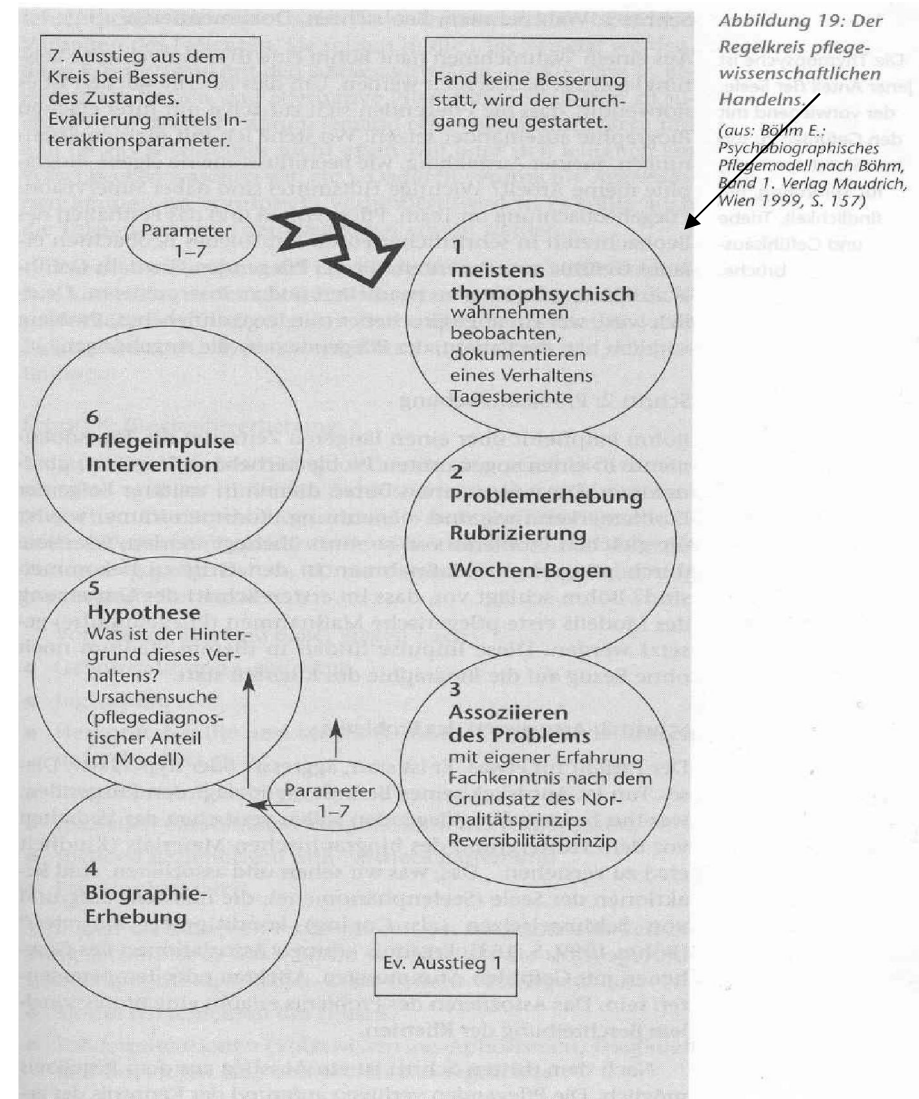 7. Ausstieg aus dem
Kreis bei Besserung
des Zustandes.
Evaluierung mittels In-
teraktionsparameter.
Fand keine Besserung
statt, wird der Durch-
gang neu gestartet.
Abbildung 19: Der
Regelkreis pflege-
wissenschaftlichen
Handelns.
(aus: Böhm E.:
Psychobiographisches
Pflegemodell nach Böhm,
Band 1. Verlag Maudrich,
Wien 1999, S. 157)
Parameter
1–7
1
meistens
thymophsychisch
wahrnehmen
beobachten,
dokumentieren
eines Verhaltens
Tagesberichte
2
Problemerhebung
Rubrizierung
Wochen-Bogen
3
Assoziieren
des Problems
mit eigener Erfahrung
Fachkenntnis nach dem
Grundsatz des Nor-
malitätsprinzips
Reversibilitätsprinzip
Ev. Ausstieg 1
4
Biographie-
Erhebung
Parameter
1–7
5
Hypothese
Was ist der Hinter-
grund dieses Ver-
haltens?
Ursachensuche
(pflegediagnos-
tischer Anteil
im Modell)
6
Pflegeimpulse
Intervention